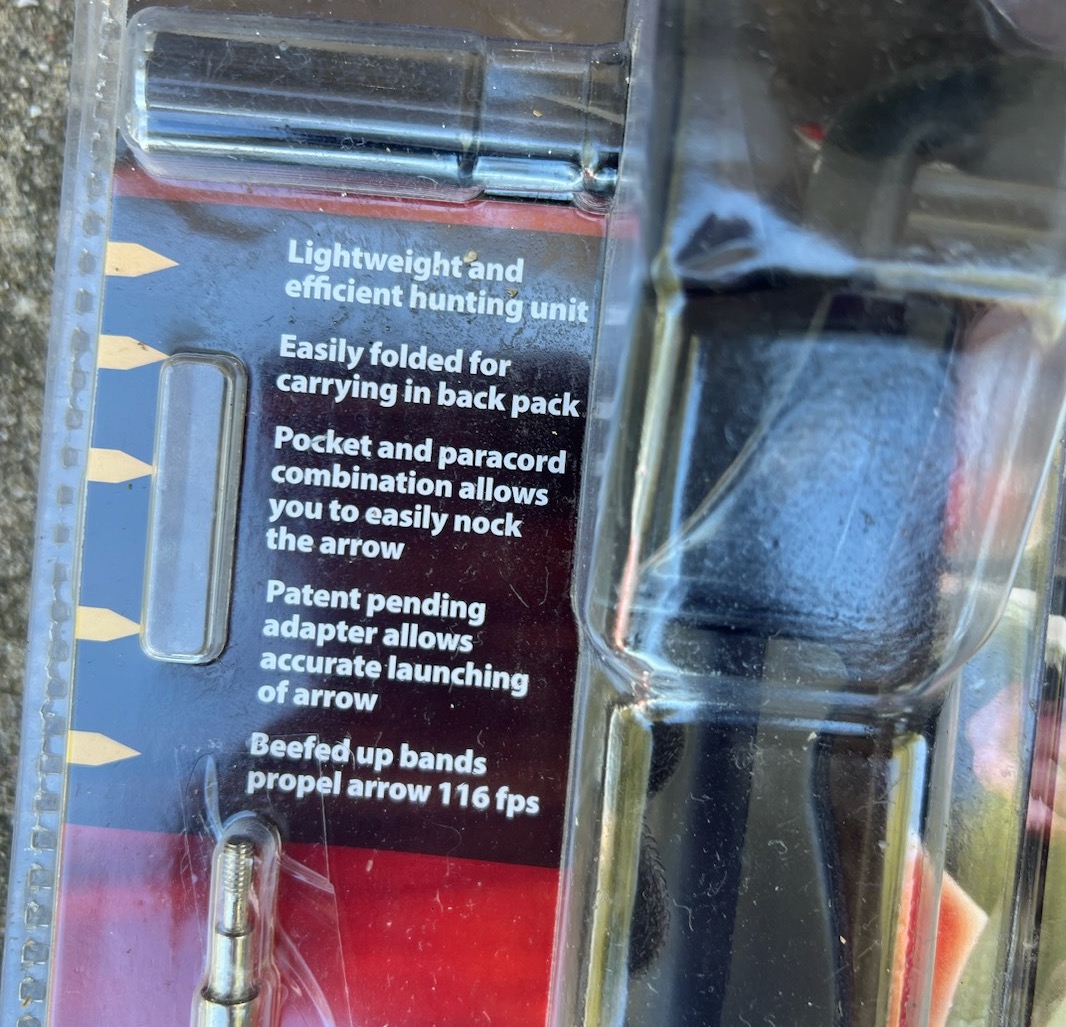 Lightweight and
efficient hunting unit
Easily folded for
carrying in back pack
Pocket and paracord
combination allows
you to easily nock
the arrow
Patent pending
adapter allows
accurate launching
of arrow
Beefed up bands
propel arrow 116 fps